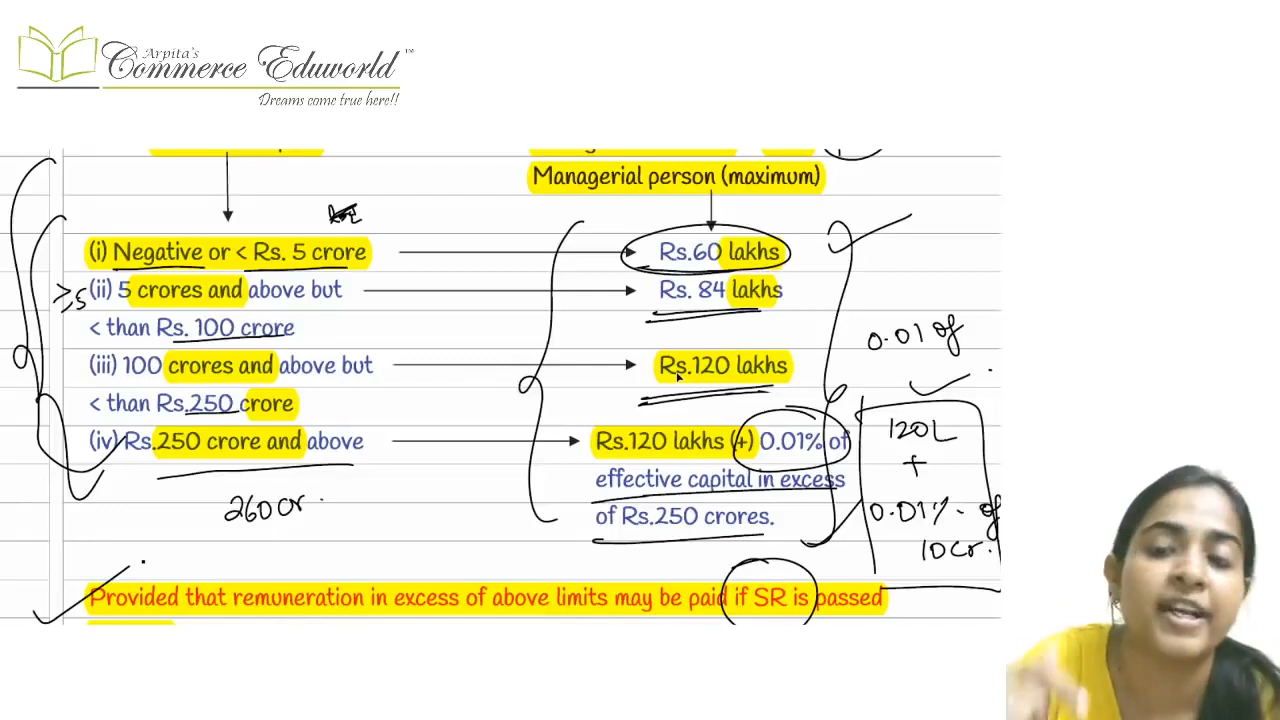 Arpita's
Commerce Eduworld™
Dreams come true here!!
Managerial person (maximum)
(i) Negative or < Rs. 5 crore
Rs.60 lakhs
≥5
(ii) 5 crores and above but
Rs. 84 lakhs
< than Rs. 100 crore
0.01 of
(iii) 100 crores and above but
Rs.120 lakhs
< than Rs.250 crore
(iv) Rs.250 crore and above
Rs.120 lakhs (+) 0.01% of
effective capital in excess
of Rs.250 crores.
120L
+
0.01% of
10cr.
260cr.
Provided that remuneration in excess of above limits may be paid if SR is passed